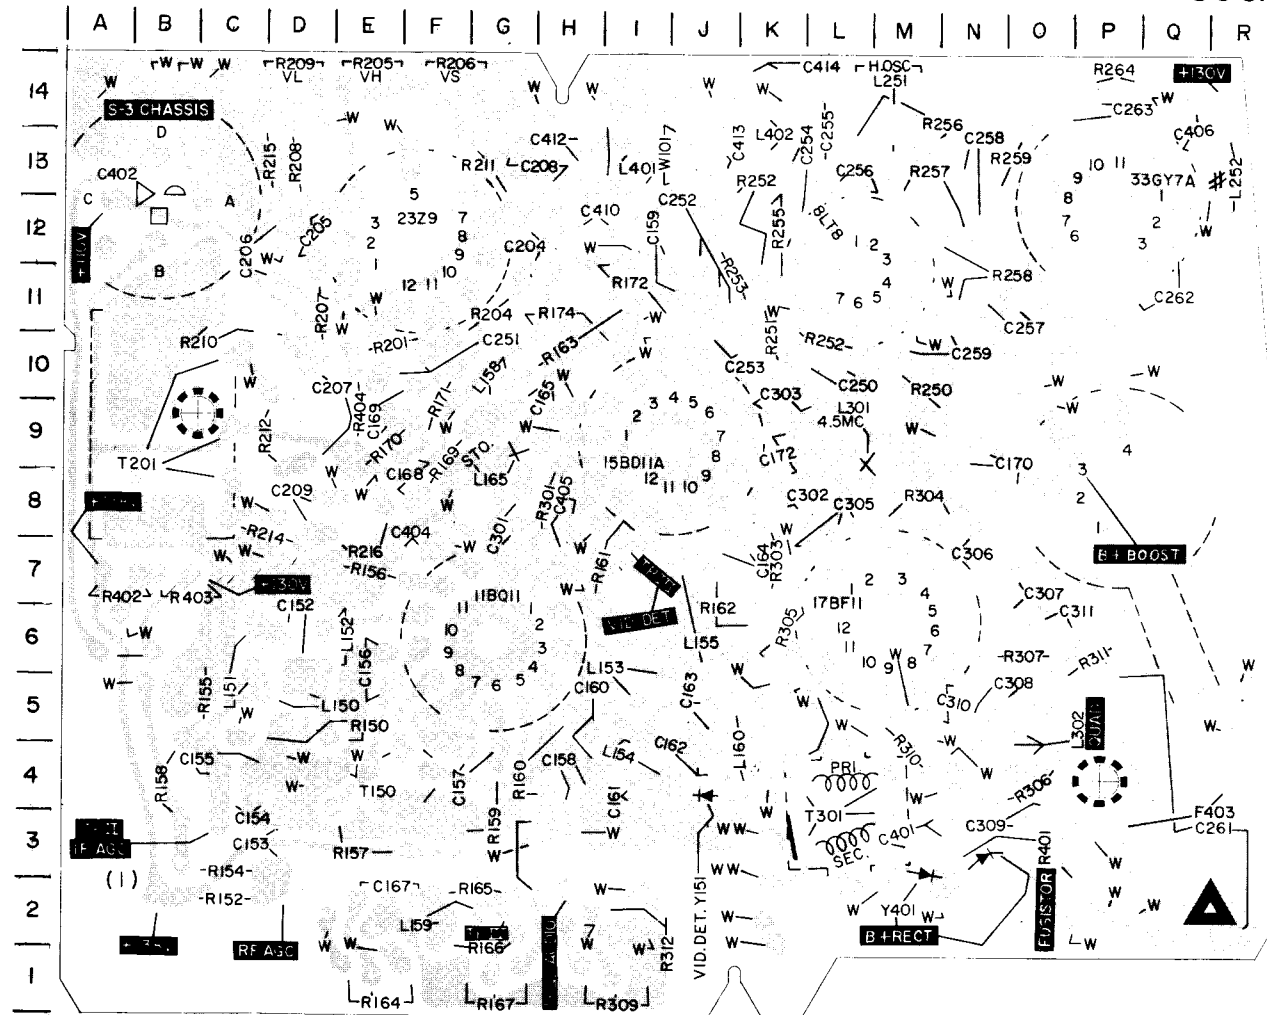 A B C D E F G H I J K L M N O P Q R
14
R209 VL
R205 VH
R206 VS
C414
H.OSC
L251
R264
+130V
S-3 CHASSIS
C263
W
D
13
R215
R208
R211
C412
C208
L401
W101
C413
L402
C254
C255
R256
C258
R259
C406
L252
C402
C256
R257
10 11
33GY7A
C
A
12
C205
C206
23Z9
C204
C410
C159
C252
R252
R255
8LT8
R258
B
11
R207
R204
R174
R172
R253
R251
C262
C257
R210
R201
C251
R163
R252
C259
10
C207
R171
L158
C165
C253
C303
C250
R250
R404
C169
L301
4.5MC
9
R212
R170
R169
STQ.
C172
T201
C168
L165
15BD11A
C170
8
C209
R301
C405
C302
C305
R304
R214
C404
C301
R216
R161
C164
R303
C306
B+BOOST
7
R156
R402
R403
C152
11BQ11
R162
17BF11
C307
C311
VID DET.
6
L152
C156
L155
R305
R307
R311
R155
L151
L153
C160
C163
C308
5
L150
R150
C310
L302
QUAD
R158
C155
C157
R160
C158
L154
C162
L160
PRI.
R310
4
T150
C161
T301
R306
C154
R159
F403
C153
R157
SEC.
C401
C309
R401
C261
3
IF AGC
(1)
R154
R152
C167
R165
FUSISTOR
2
L159
Y401
B+RECT
RF AGC
R166
R312
VID. DET. Y151
1
R164
R167
R309